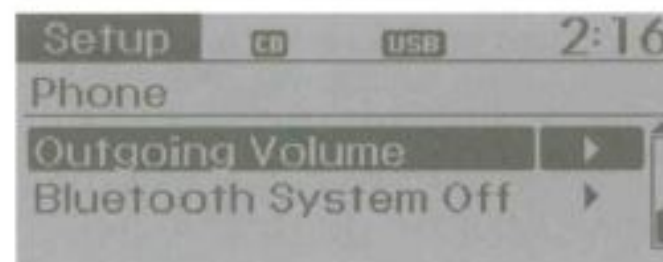 Setup CD USB 2:16
Phone
Outgoing Volume
Bluetooth System Off